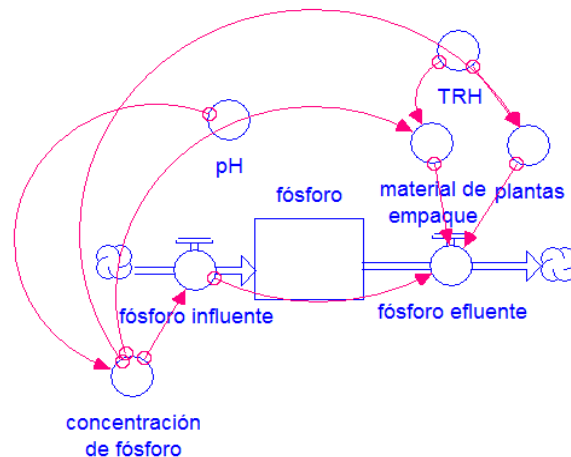 TRH
pH
material de
empaque
plantas
fósforo
fósforo influente
fósforo efluente
concentración
de fósforo